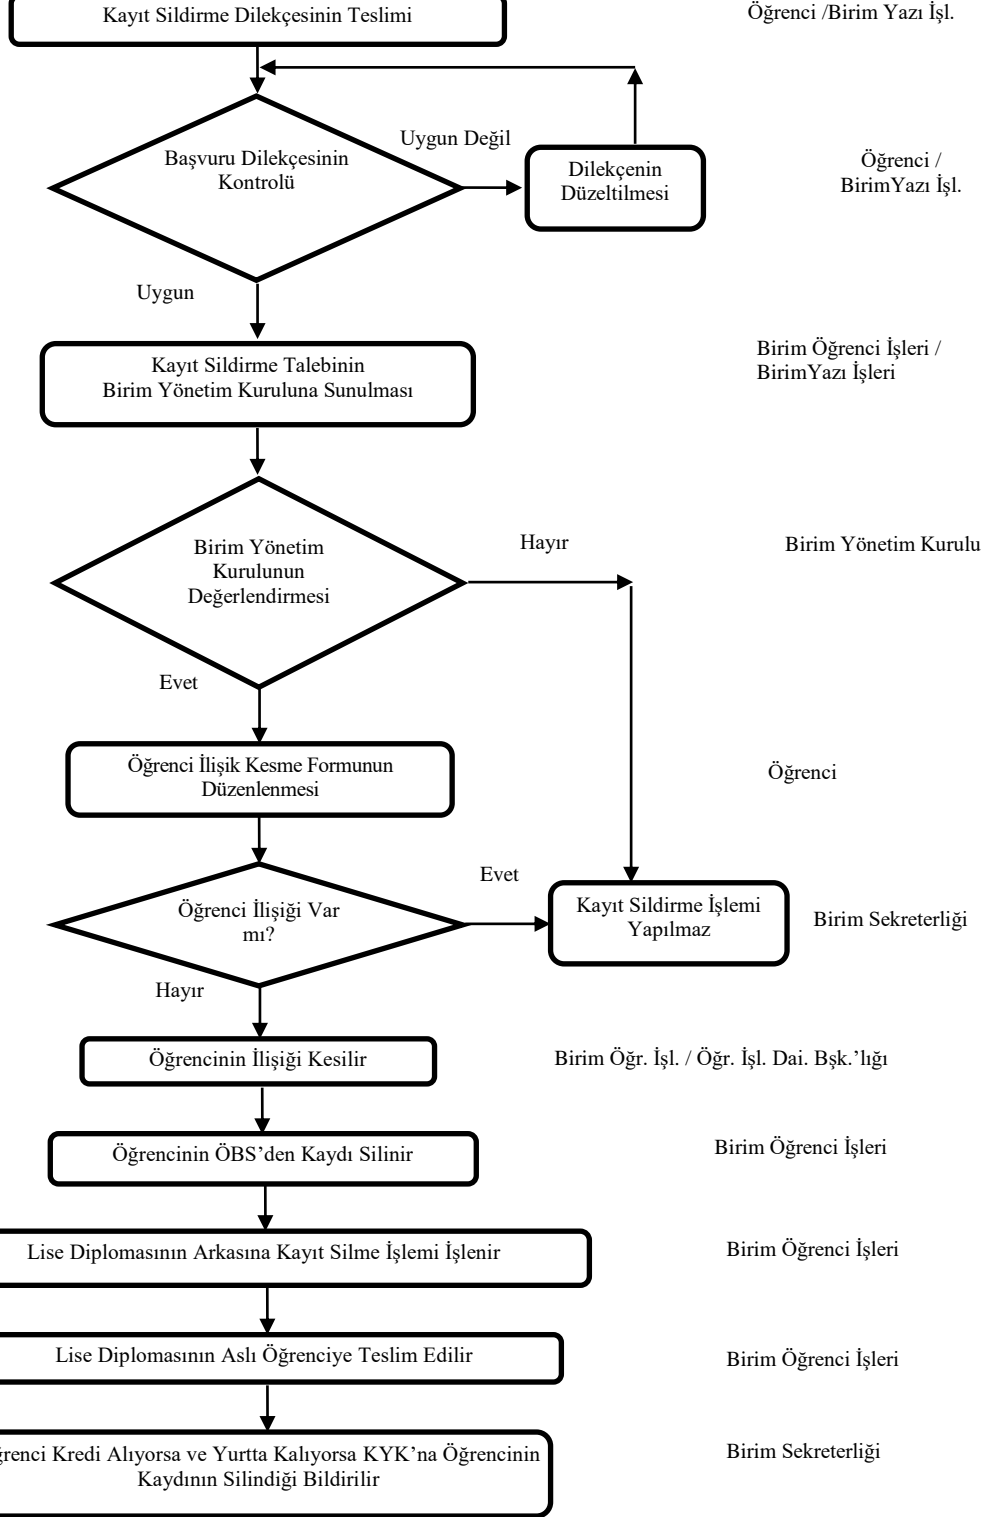 Kayıt Sildirme Dilekçesinin Teslimi
Öğrenci /Birim Yazı İşl.
Uygun Değil
Başvuru Dilekçesinin
Kontrolü
Dilekçenin
Düzeltilmesi
Öğrenci /
BirimYazı İşl.
Uygun
Kayıt Sildirme Talebinin
Birim Yönetim Kuruluna Sunulması
Birim Öğrenci İşleri /
BirimYazı İşleri
Birim Yönetim
Kurulunun
Değerlendirmesi
Hayır
Birim Yönetim Kurulu
Evet
Öğrenci İlişik Kesme Formunun
Düzenlenmesi
Öğrenci
Öğrenci İlişiği Var
mı?
Evet
Kayıt Sildirme İşlemi
Yapılmaz
Birim Sekreterliği
Hayır
Öğrencinin İlişiği Kesilir
Birim Öğr. İşl. / Öğr. İşl. Dai. Bşk.’lığı
Öğrencinin ÖBS’den Kaydı Silinir
Birim Öğrenci İşleri
Lise Diplomasının Arkasına Kayıt Silme İşlemi İşlenir
Birim Öğrenci İşleri
Lise Diplomasının Aslı Öğrenciye Teslim Edilir
Birim Öğrenci İşleri
ğrenci Kredi Alıyorsa ve Yurtta Kalıyorsa KYK’na Öğrencinin
Kaydının Silindiği Bildirilir
Birim Sekreterliği